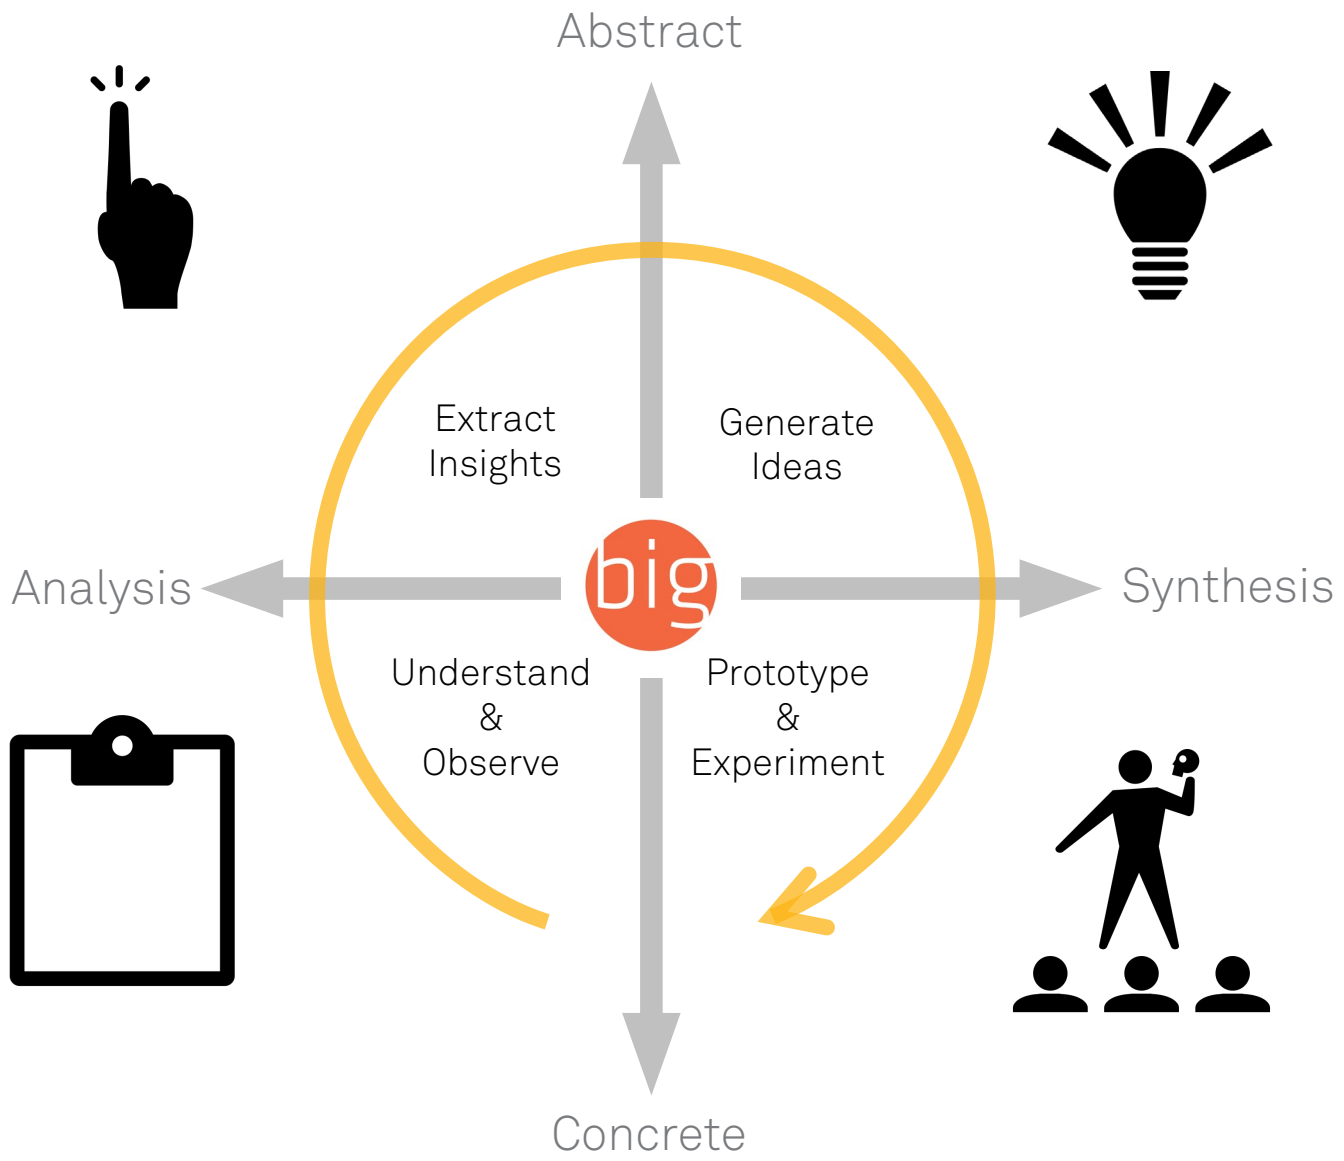 Abstract
Extract
Insights
Generate
Ideas
Analysis
big
Synthesis
Understand
&
Observe
Prototype
&
Experiment
Concrete